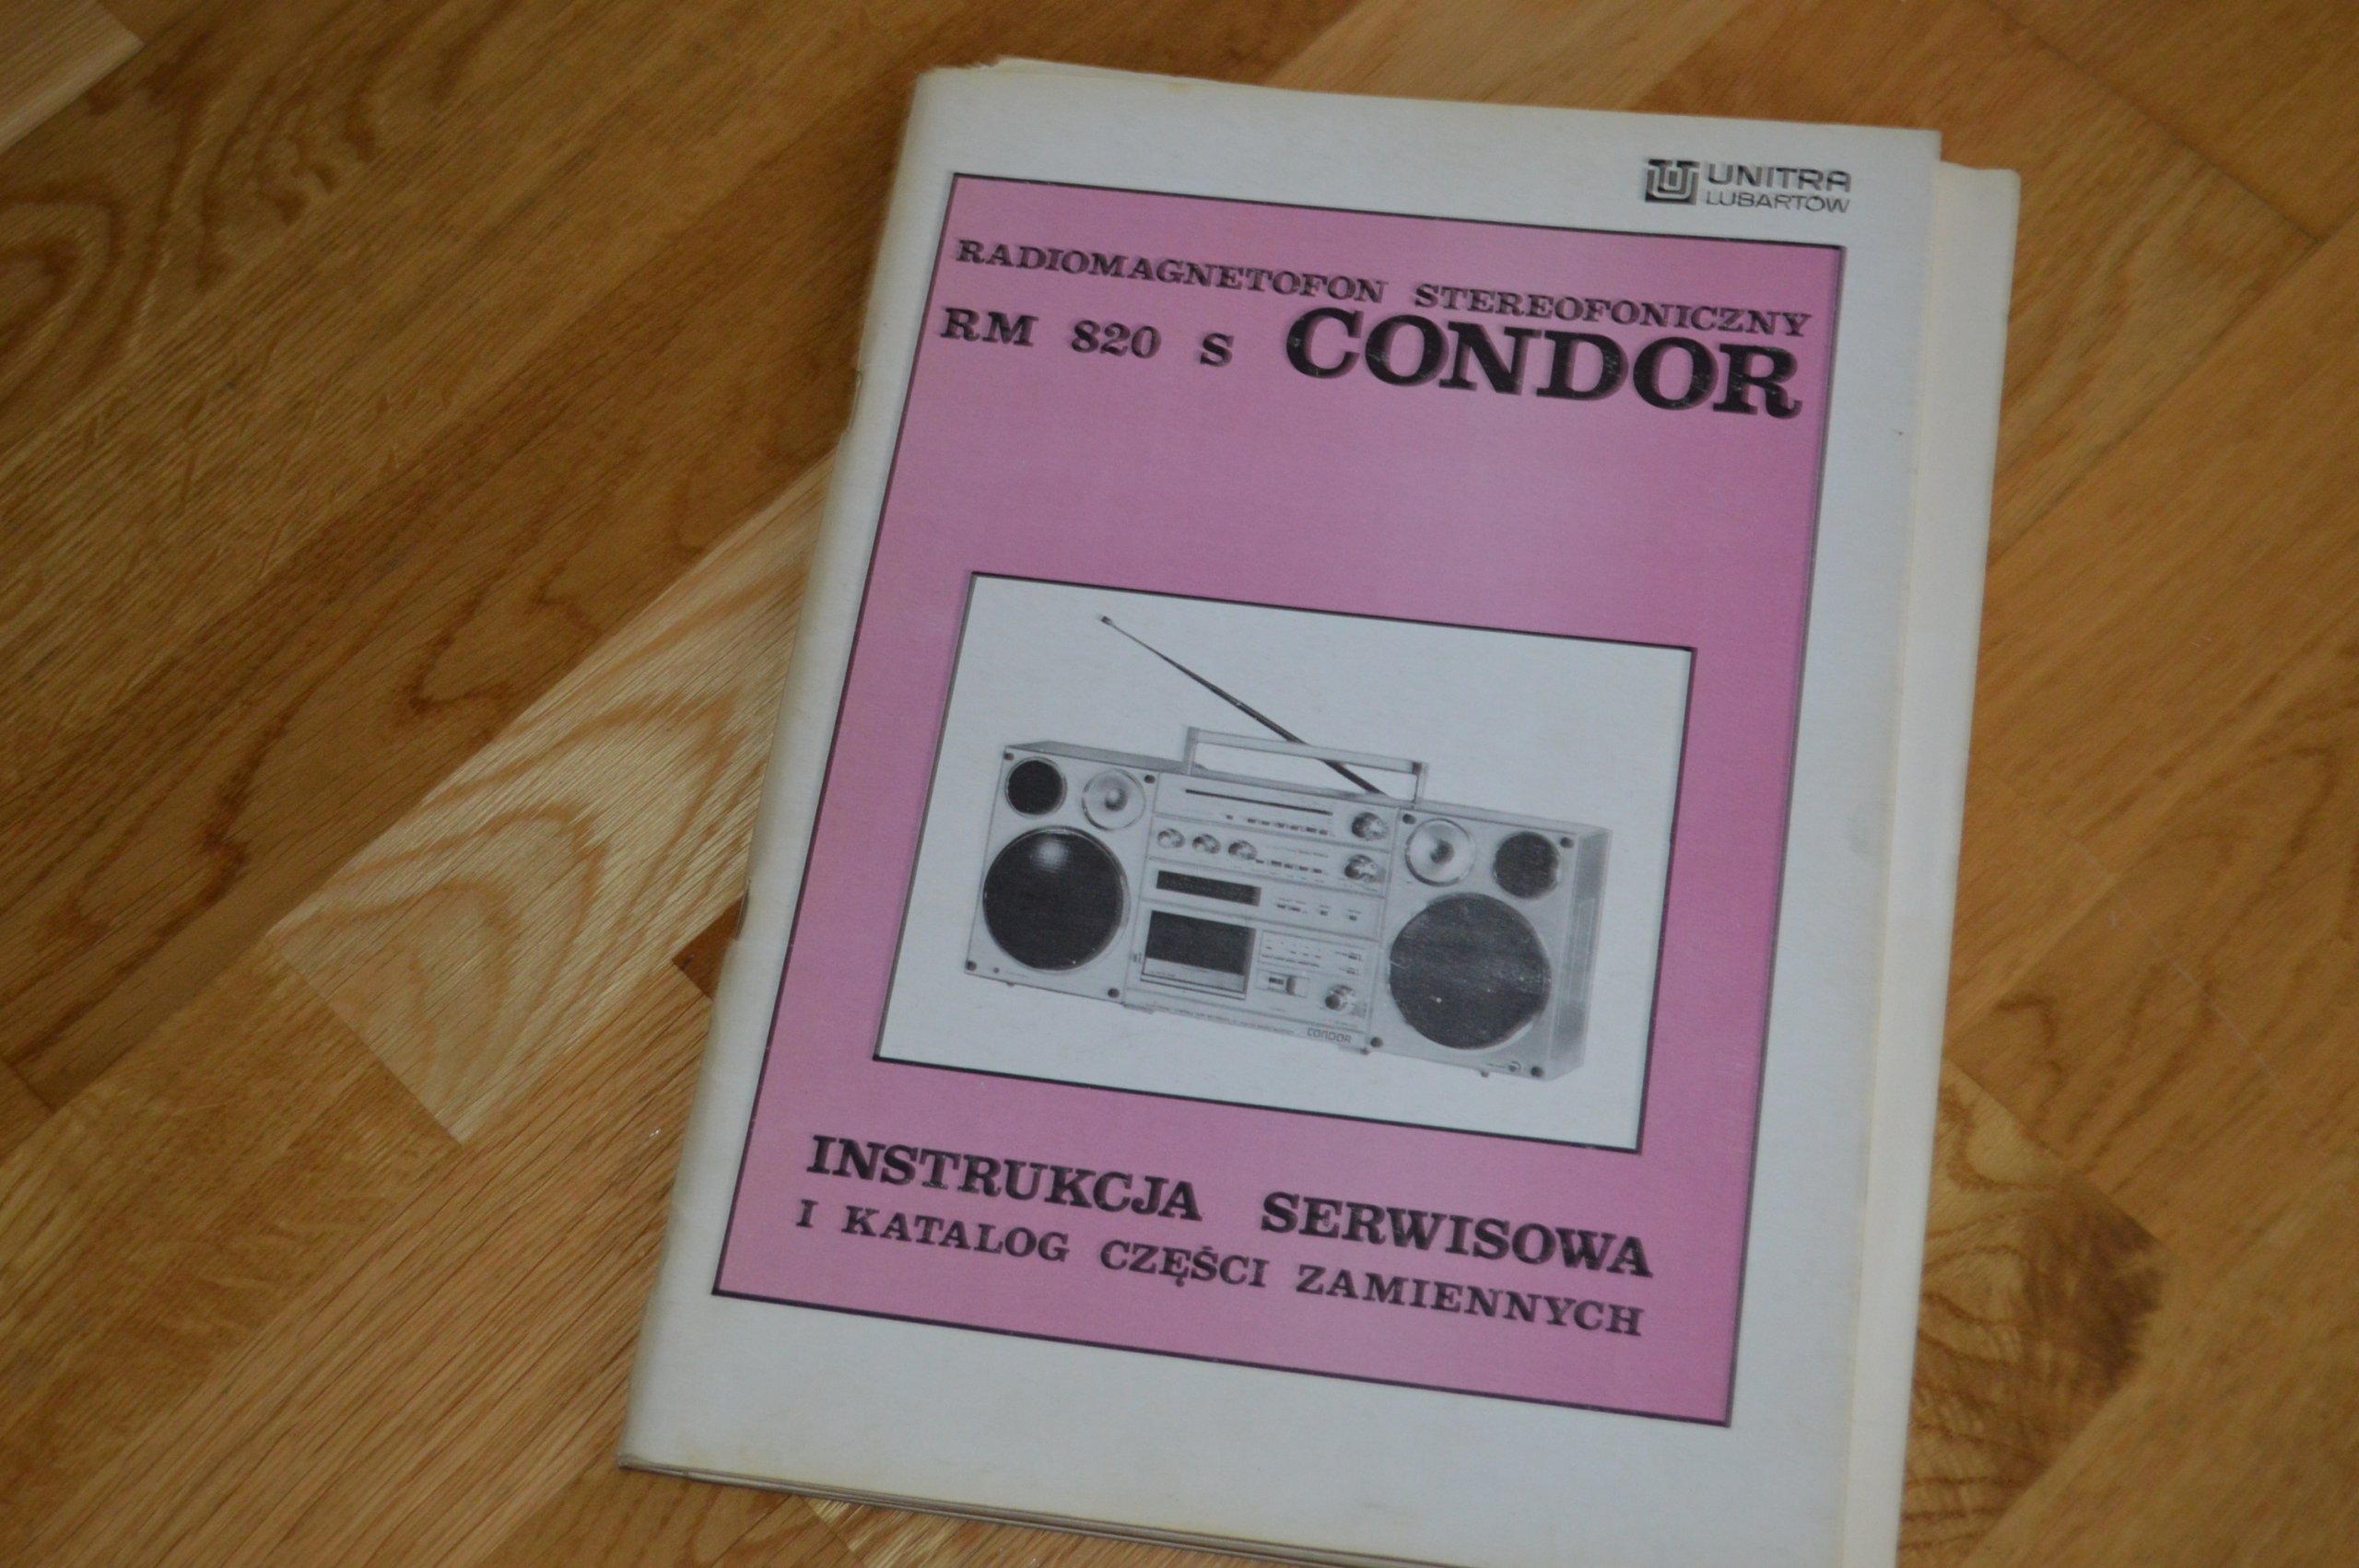 UNITRA
LUBARTÓW
RADIOMAGNETOFON STEREOFONICZNY
RM 820 S CONDOR
CONDOR
INSTRUKCJA SERWISOWA
I KATALOG CZĘŚCI ZAMIENNYCH